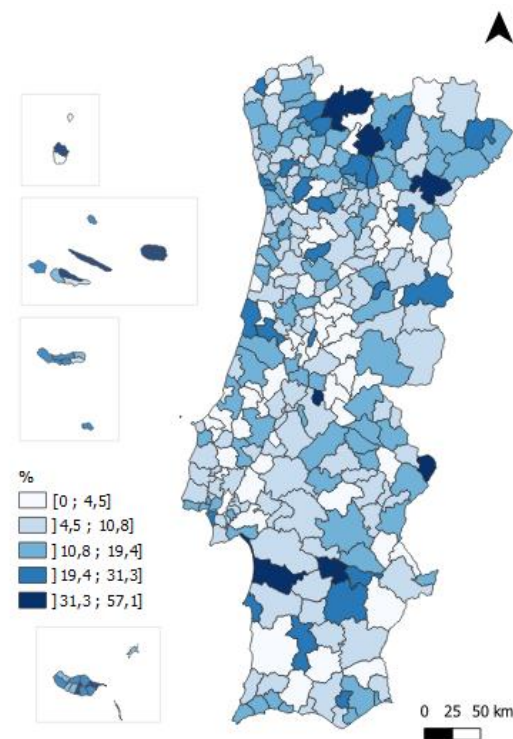 %
[0 ; 4,5]
]4,5 ; 10,8]
]10,8 ; 19,4]
]19,4 ; 31,3]
]31,3 ; 57,1]
0 25 50 km